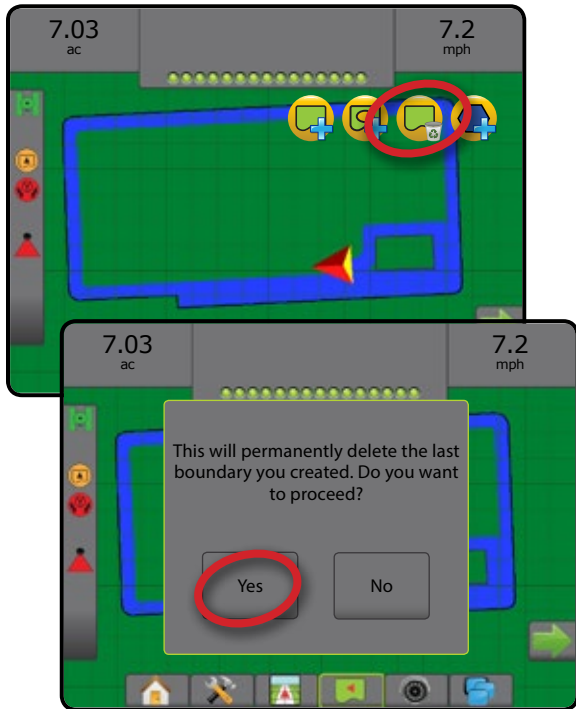 7.03
ac
7.2
mph
7.03
ac
7.2
mph
This will permanently delete the last
boundary you created. Do you want
to proceed?
Yes
No